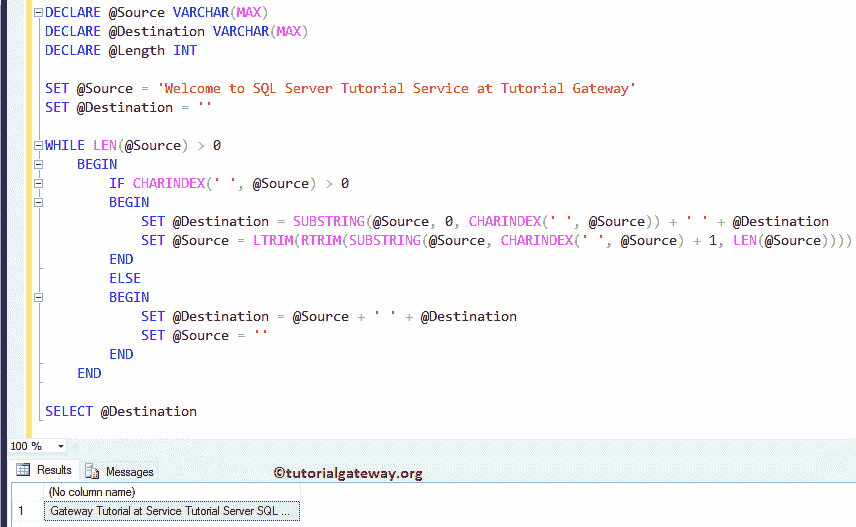 DECLARE @Source VARCHAR(MAX)
DECLARE @Destination VARCHAR(MAX)
DECLARE @Length INT
SET @Source = 'Welcome to SQL Server Tutorial Service at Tutorial Gateway'
SET @Destination = ''
WHILE LEN(@Source) > 0
BEGIN
IF CHARINDEX(' ', @Source) > 0
BEGIN
SET @Destination = SUBSTRING(@Source, 0, CHARINDEX(' ', @Source)) + ' ' + @Destination
SET @Source = LTRIM(RTRIM(SUBSTRING(@Source, CHARINDEX(' ', @Source) + 1, LEN(@Source))))
END
ELSE
BEGIN
SET @Destination = @Source + ' ' + @Destination
SET @Source = ''
END
END
SELECT @Destination
100 %
Results Messages ©tutorialgateway.org
(No column name)
1 Gateway Tutorial at Service Tutorial Server SQL ...